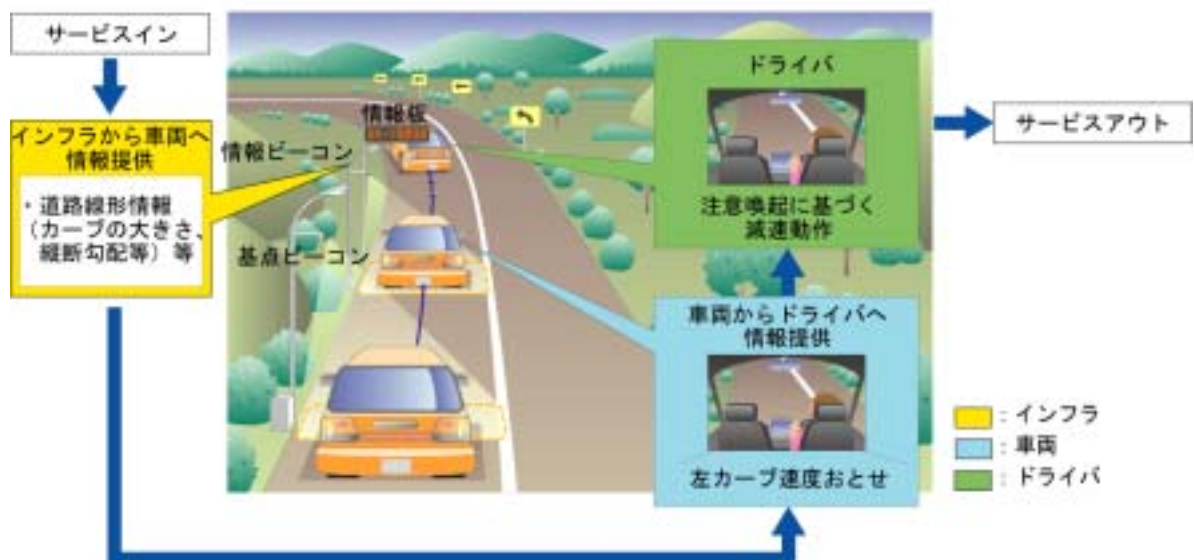 サービスイン
インフラから車両へ
情報提供
・道路線形情報
（カーブの大きさ、
縦断勾配等）等
情報板
情報ビーコン
基点ビーコン
車両からドライバへ
情報提供
左カーブ速度おとせ
ドライバ
注意喚起に基づく
減速動作
サービスアウト
：インフラ
：車両
：ドライバ